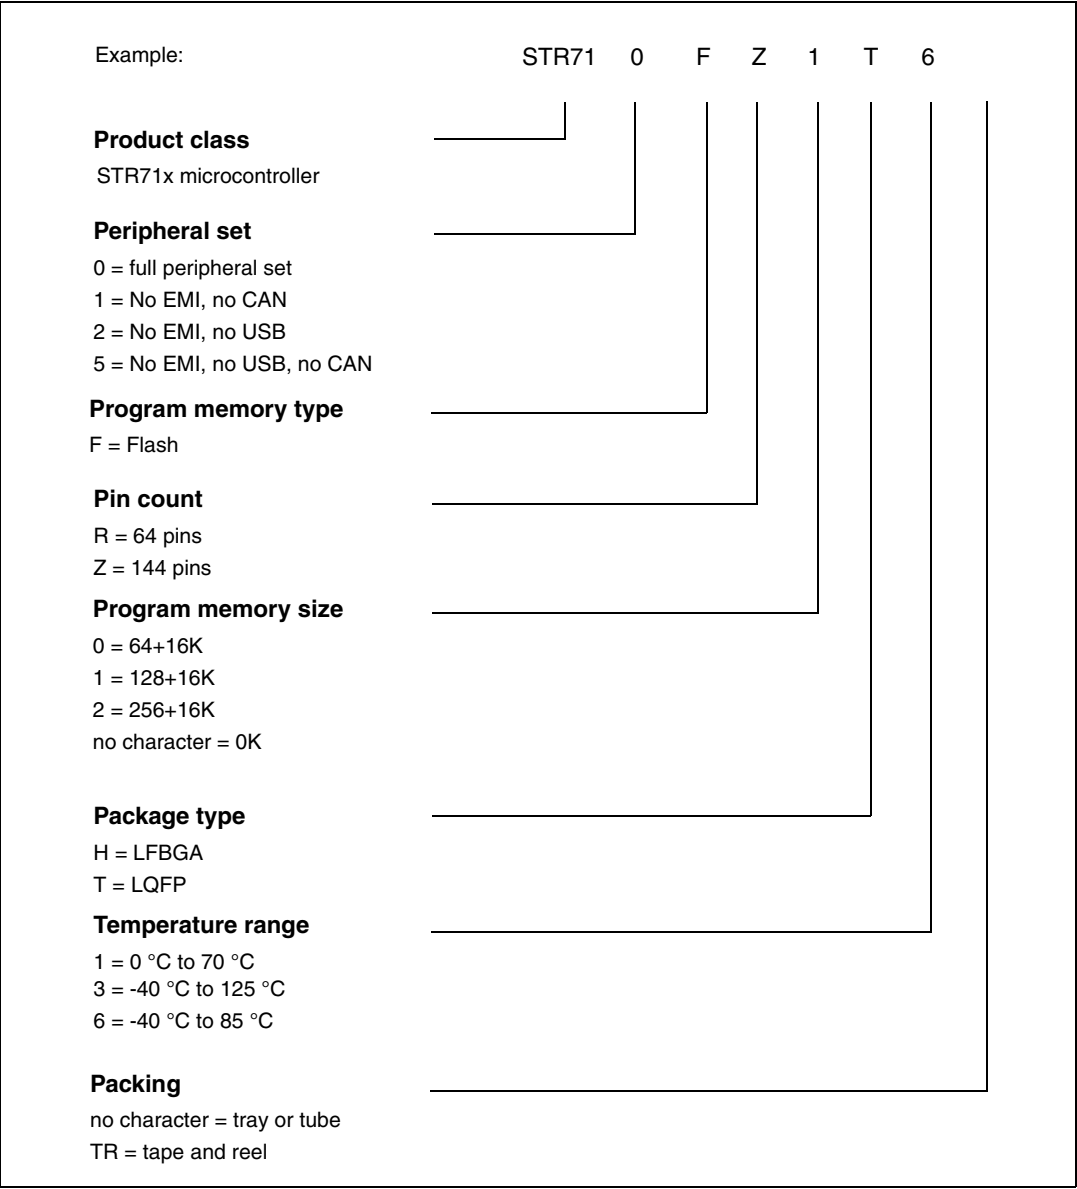 Example: STR71 0 F Z 1 T 6
Product class
STR71x microcontroller
Peripheral set
0 = full peripheral set
1 = No EMI, no CAN
2 = No EMI, no USB
5 = No EMI, no USB, no CAN
Program memory type
F = Flash
Pin count
R = 64 pins
Z = 144 pins
Program memory size
0 = 64+16K
1 = 128+16K
2 = 256+16K
no character = 0K
Package type
H = LFBGA
T = LQFP
Temperature range
1 = 0 °C to 70 °C
3 = -40 °C to 125 °C
6 = -40 °C to 85 °C
Packing
no character = tray or tube
TR = tape and reel